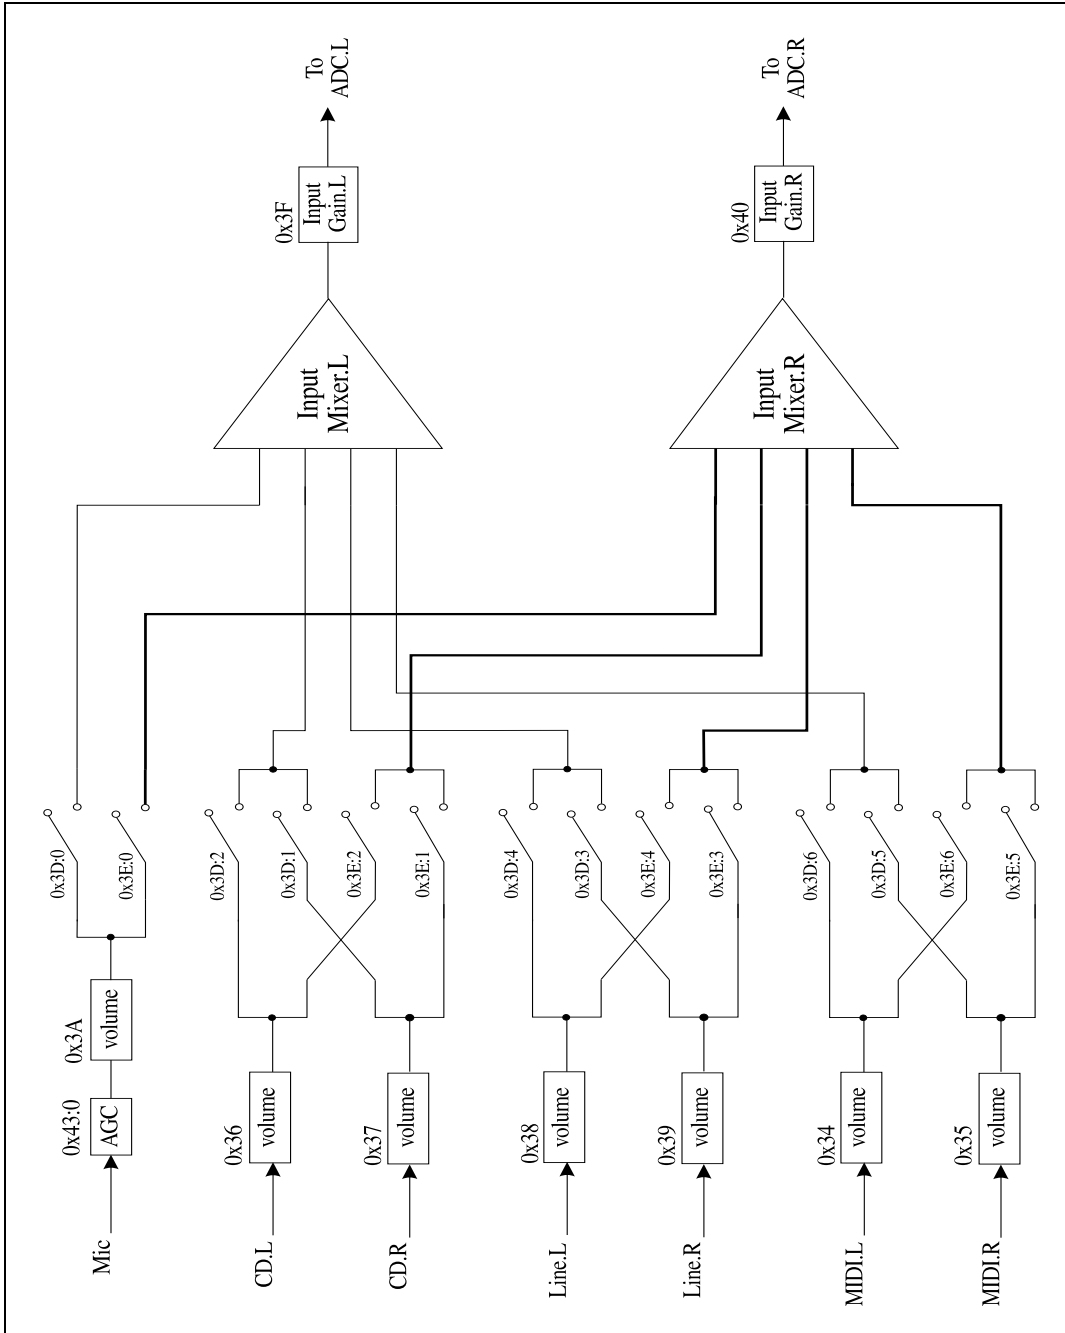 Mic
0x43:0
AGC
0x3A
volume
0x3D:0
0x3E:0
CD.L
0x36
volume
0x3D:2
0x3D:1
CD.R
0x37
volume
0x3E:2
0x3E:1
Line.L
0x38
volume
0x3D:4
0x3D:3
Line.R
0x39
volume
0x3E:4
0x3E:3
MIDI.L
0x34
volume
0x3D:6
0x3D:5
MIDI.R
0x35
volume
0x3E:6
0x3E:5
Input
Mixer.L
0x3F
Input
Gain.L
To
ADC.L
Input
Mixer.R
0x40
Input
Gain.R
To
ADC.R